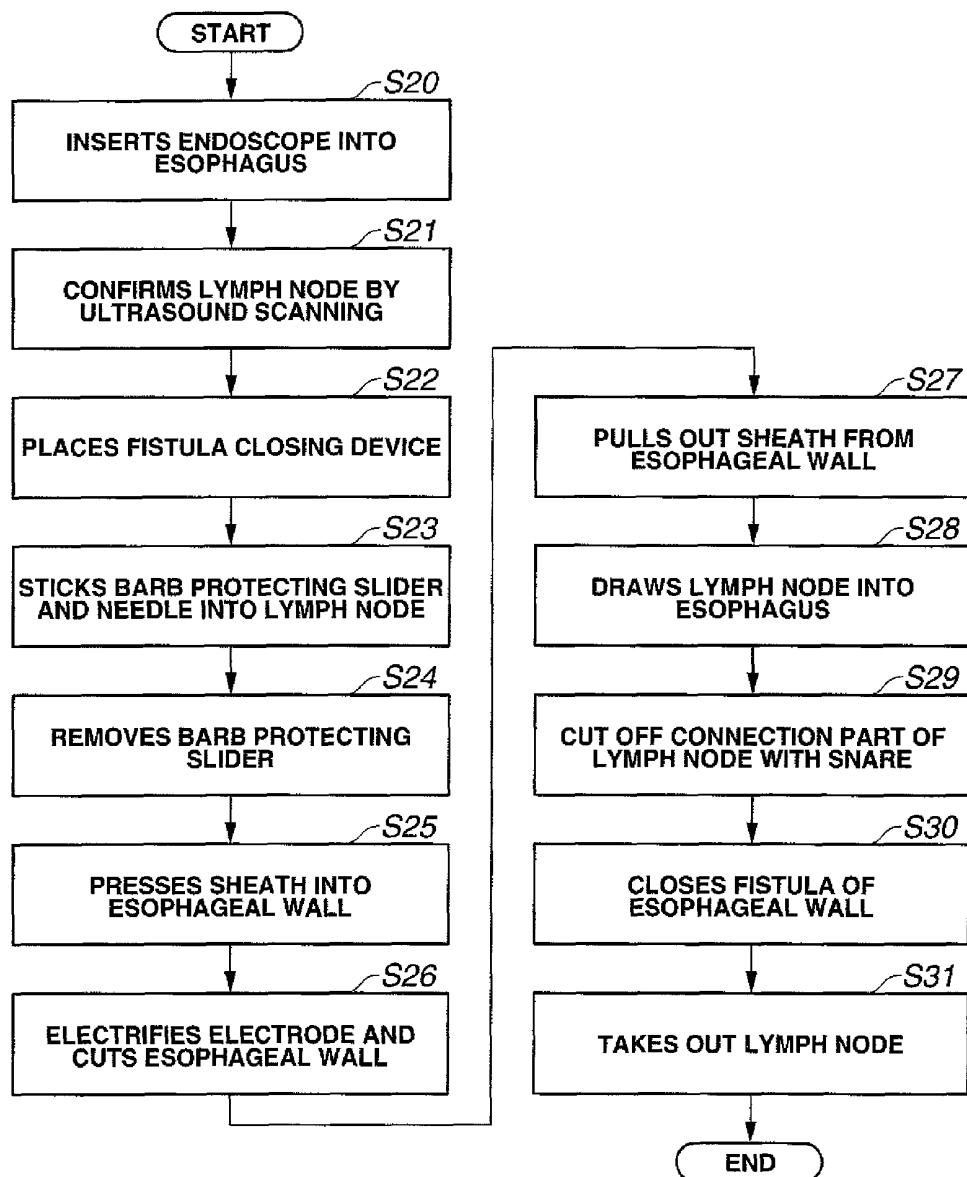 START
S20
INSERTS ENDOSCOPE INTO
ESOPHAGUS
S21
CONFIRMS LYMPH NODE BY
ULTRASOUND SCANNING
S22
PLACES FISTULA CLOSING DEVICE
S23
STICKS BARB PROTECTING SLIDER
AND NEEDLE INTO LYMPH NODE
S24
REMOVES BARB PROTECTING
SLIDER
S25
PRESSES SHEATH INTO
ESOPHAGEAL WALL
S26
ELECTRIFIES ELECTRODE AND
CUTS ESOPHAGEAL WALL
S27
PULLS OUT SHEATH FROM
ESOPHAGEAL WALL
S28
DRAWS LYMPH NODE INTO
ESOPHAGUS
S29
CUT OFF CONNECTION PART OF
LYMPH NODE WITH SNARE
S30
CLOSES FISTULA OF
ESOPHAGEAL WALL
S31
TAKES OUT LYMPH NODE
END